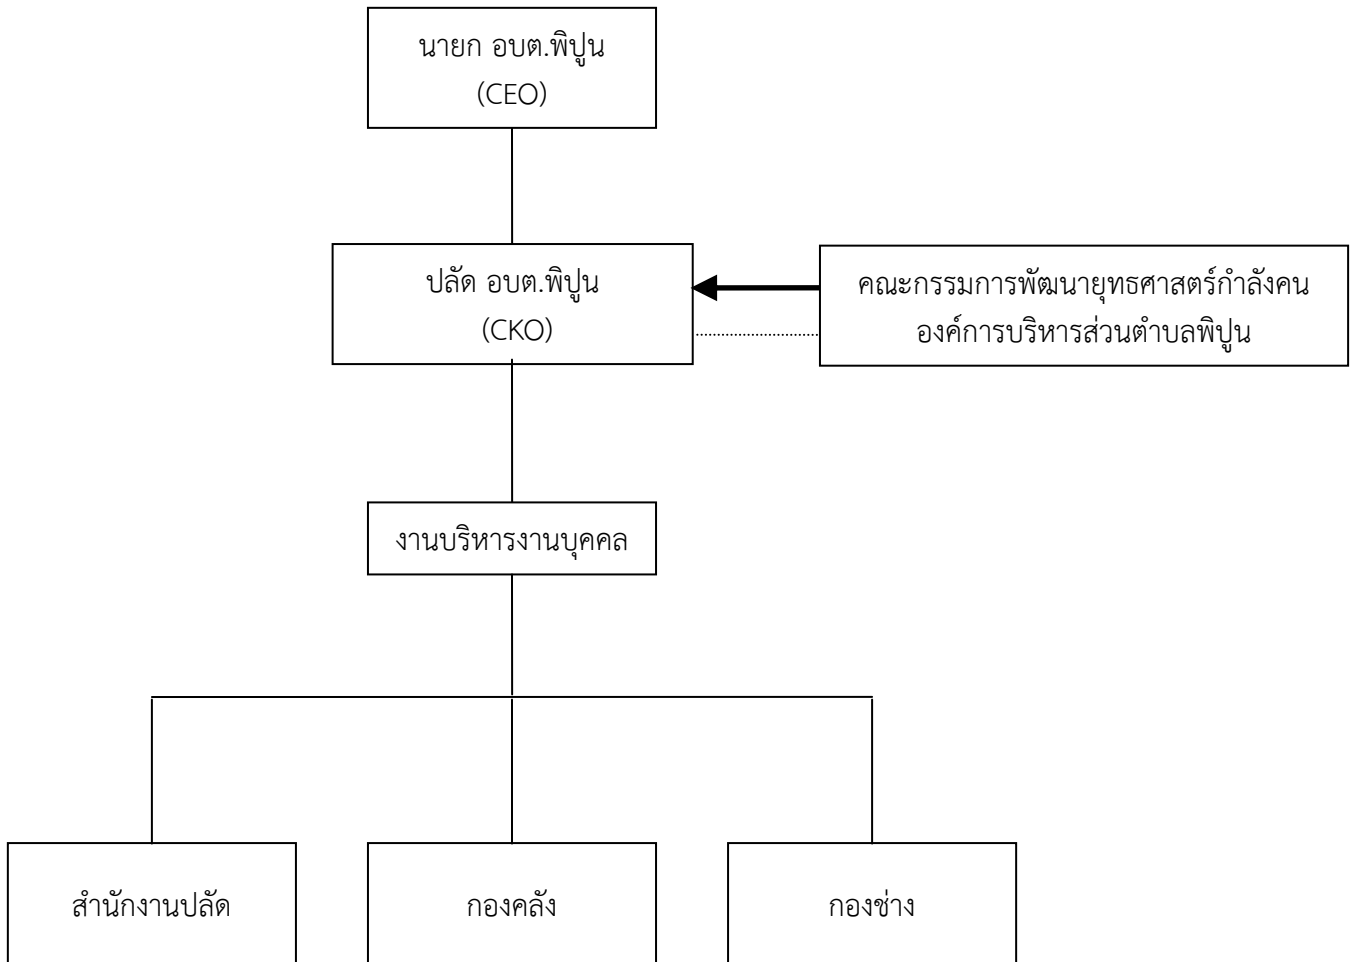 นายก อบต.พิปูน
(CEO)
ปลัด อบต.พิปูน
(CKO)
คณะกรรมการพัฒนายุทธศาสตร์กำลังคน
องค์การบริหารส่วนตำบลพิปูน
งานบริหารงานบุคคล
สำนักงานปลัด
กองคลัง
กองช่าง